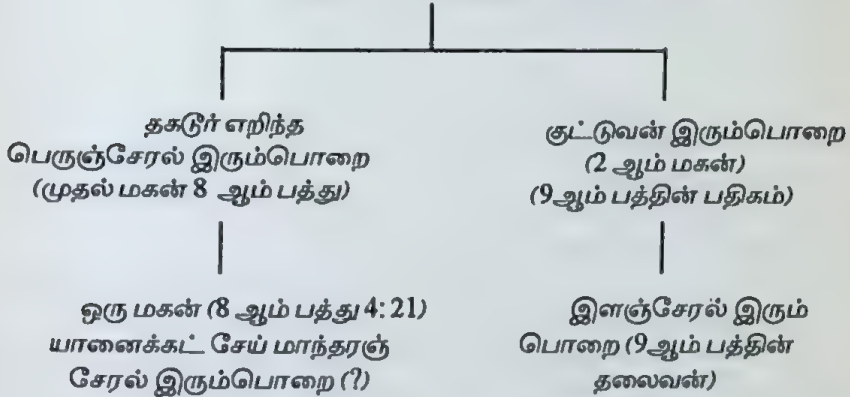 தகடூர் எறிந்த
பெருஞ்சேரல் இரும்பொறை
(முதல் மகன் 8 ஆம் பத்து)
குட்டுவன் இரும்பொறை
(2 ஆம் மகன்)
(9ஆம் பத்தின் பதிகம்)
ஒரு மகன் (8 ஆம் பத்து 4: 21)
யானைக்கட் சேய் மாந்தரஞ்
சேரல் இரும்பொறை (?)
இளஞ்சேரல் இரும்
பொறை (9ஆம் பத்தின்
தலைவன்)